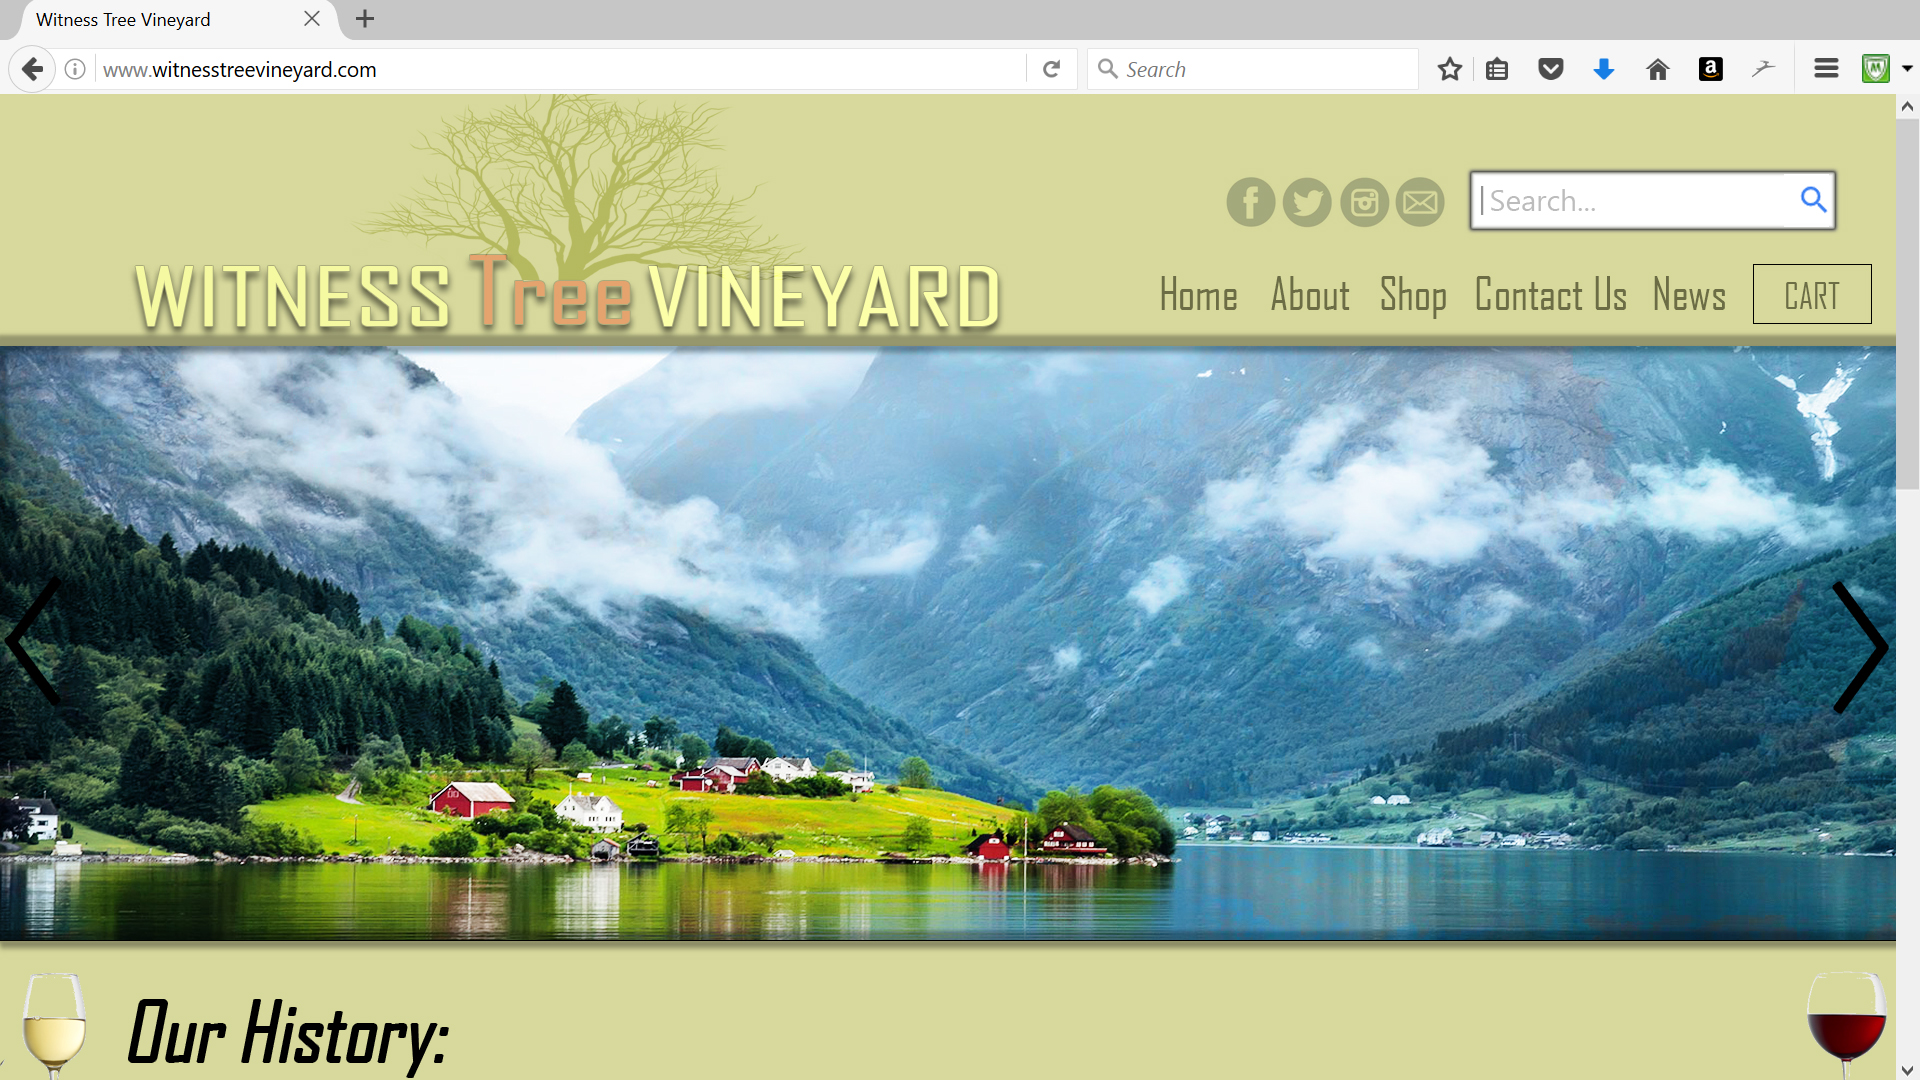 Witness Tree Vineyard
www.witnesstreevineyard.com
Search
Search...
WITNESS Tree VINEYARD
Home About Shop Contact Us News CART
Our History: